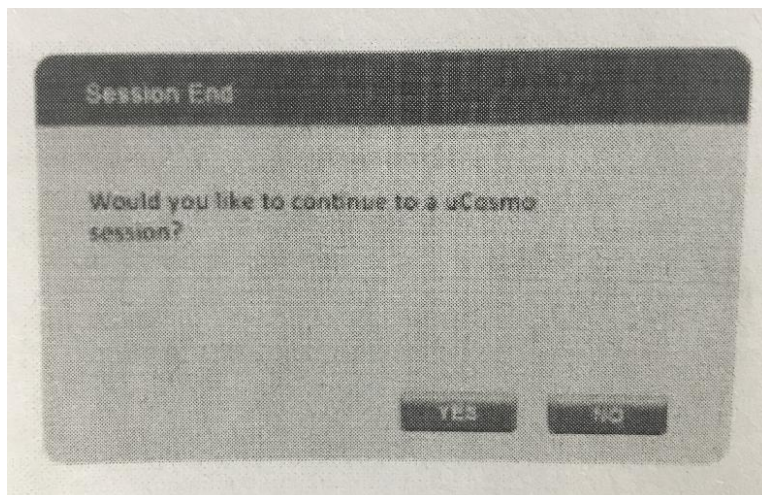 Session End
Would you like to continue to a uCosmo
session?
YES
NO